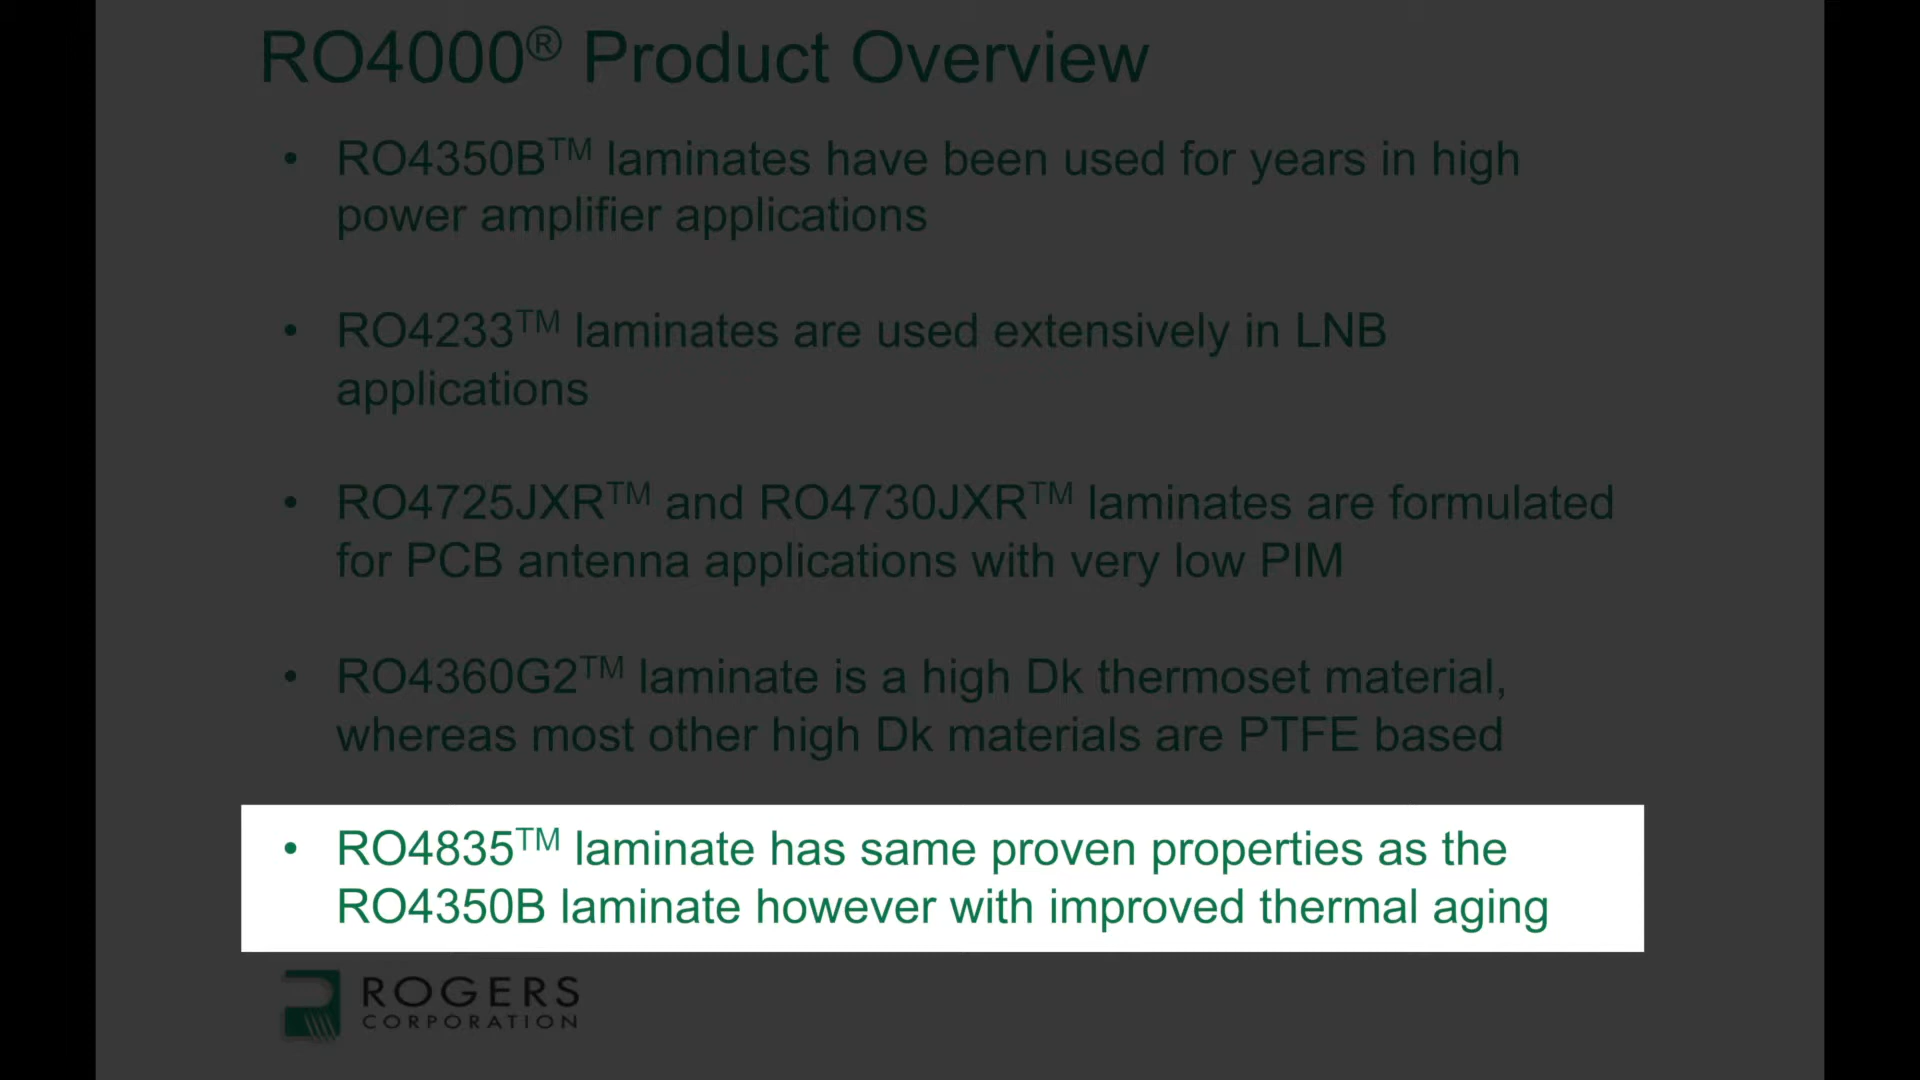 RO4000® Product Overview
• RO4350B™ laminates have been used for years in high
power amplifier applications
• RO4233™ laminates are used extensively in LNB
applications
• RO4725JXR™ and RO4730JXR™ laminates are formulated
for PCB antenna applications with very low PIM
• RO4360G2™ laminate is a high Dk thermoset material,
whereas most other high Dk materials are PTFE based
• RO4835™ laminate has same proven properties as the
RO4350B laminate however with improved thermal aging
ROGERS
CORPORATION